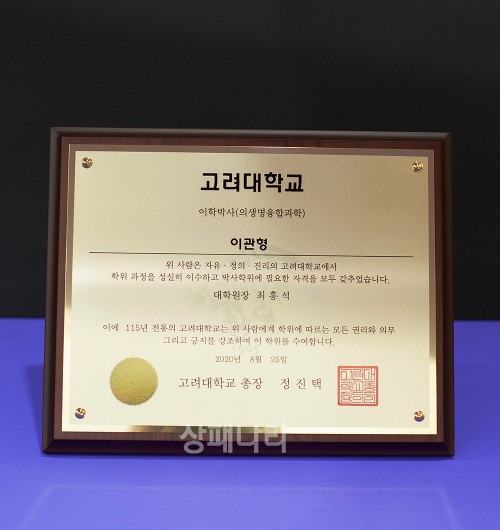 고려대학교
이학박사(의생명융합과학)
이관형
위 사람은 자유 · 정의 · 진리의 고려대학교에서
학위 과정을 성실히 이수하고 박사학위에 필요한 자격을 모두 갖추었습니다.
대학원장 최 흥 석
이에 115년 전통의 고려대학교는 위 사람에게 학위에 따르는 모든 권리와 의무
그리고 긍지를 강조하며 이 학위를 수여합니다.
2020년 8월 25일
고려대학교 총장 정 진 택
상패나라